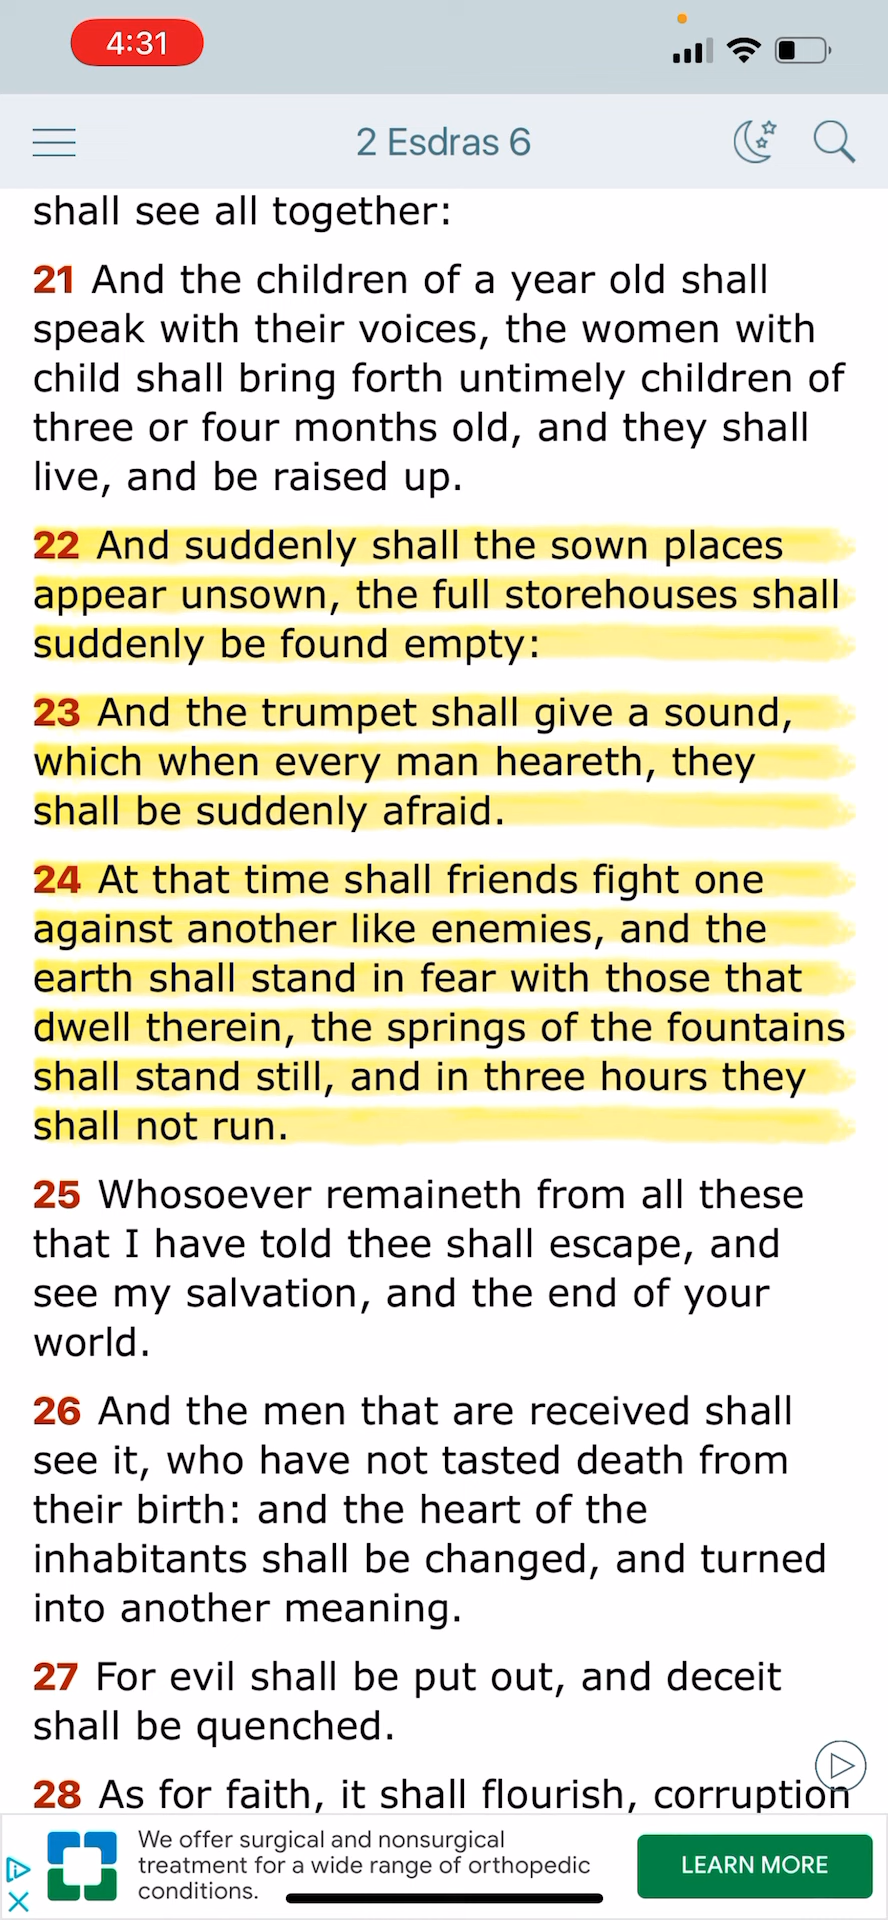 4:31
2 Esdras 6
shall see all together:
21 And the children of a year old shall
speak with their voices, the women with
child shall bring forth untimely children of
three or four months old, and they shall
live, and be raised up.
22 And suddenly shall the sown places
appear unsown, the full storehouses shall
suddenly be found empty:
23 And the trumpet shall give a sound,
which when every man heareth, they
shall be suddenly afraid.
24 At that time shall friends fight one
against another like enemies, and the
earth shall stand in fear with those that
dwell therein, the springs of the fountains
shall stand still, and in three hours they
shall not run.
25 Whosoever remaineth from all these
that I have told thee shall escape, and
see my salvation, and the end of your
world.
26 And the men that are received shall
see it, who have not tasted death from
their birth: and the heart of the
inhabitants shall be changed, and turned
into another meaning.
27 For evil shall be put out, and deceit
shall be quenched.
28 As for faith, it shall flourish, corruption
We offer surgical and nonsurgical
treatment for a wide range of orthopedic
conditions.
LEARN MORE